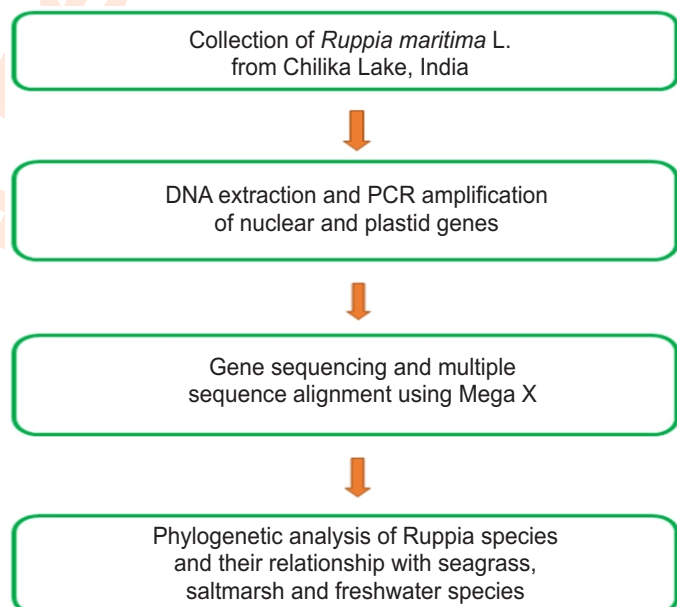 Collection of Ruppia maritima L.
from Chilika Lake, India
DNA extraction and PCR amplification
of nuclear and plastid genes
Gene sequencing and multiple
sequence alignment using Mega X
Phylogenetic analysis of Ruppia species
and their relationship with seagrass,
saltmarsh and freshwater species